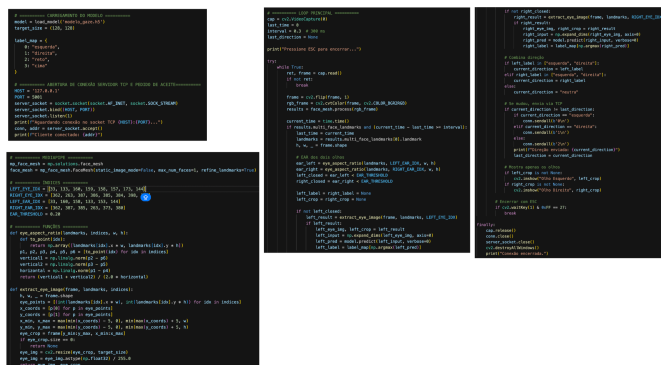 # ========== CARREGAMENTO DO MODELO ==========
model = load_model('modelo_gaze.h5')
target_size = (128, 128)
label_map = {
0: "esquerda",
1: "direita",
2: "reto",
3: "cima"
}
# ========== ABERTURA DE CONEXÃO SERVIDOR TCP E PEDIDO DE ACEITE==========
HOST = '127.0.0.1'
PORT = 5001
server_socket = socket.socket(socket.AF_INET, socket.SOCK_STREAM)
server_socket.bind((HOST, PORT))
server_socket.listen(1)
print(f"Aguardando conexão no socket TCP {HOST}:{PORT}...")
conn, addr = server_socket.accept()
print(f"Cliente conectado: {addr}")
# ========== MEDIAPIPE ==========
mp_face_mesh = mp.solutions.face_mesh
face_mesh = mp_face_mesh.FaceMesh(static_image_mode=False, max_num_faces=1, refine_landmarks=True)
# ========== ÍNDICES ==========
LEFT_EYE_IDX = [33, 133, 160, 159, 158, 157, 173, 144]
RIGHT_EYE_IDX = [362, 263, 387, 386, 385, 384, 398,
LEFT_EAR_IDX = [33, 160, 158, 133, 153, 144]
RIGHT_EAR_IDX = [362, 387, 385, 263, 373, 380]
EAR_THRESHOLD = 0.20
# ========== FUNÇÕES ==========
def eye_aspect_ratio(landmarks, indices, w, h):
def to_point(idx):
return np.array([landmarks[idx].x * w, landmarks[idx].y * h])
p1, p2, p3, p4, p5, p6 = [to_point(idx) for idx in indices]
vertical1 = np.linalg.norm(p2 - p6)
vertical2 = np.linalg.norm(p3 - p5)
horizontal = np.linalg.norm(p1 - p4)
return (vertical1 + vertical2) / (2.0 * horizontal)
def extract_eye_image(frame, landmarks, indices):
h, w, _ = frame.shape
eye_points = [(int(landmarks[idx].x * w), int(landmarks[idx].y * h)) for idx in indices]
x_coords = [p[0] for p in eye_points]
y_coords = [p[1] for p in eye_points]
x_min, x_max = max(min(x_coords) - 5, 0), min(max(x_coords) + 5, w)
y_min, y_max = max(min(y_coords) - 5, 0), min(max(y_coords) + 5, h)
eye_crop = frame[y_min:y_max, x_min:x_max]
if eye_crop.size == 0:
return None
eye_img = cv2.resize(eye_crop, target_size)
eye_img = eye_img.astype(np.float32) / 255.0
# ========== LOOP PRINCIPAL ==========
cap = cv2.VideoCapture(0)
last_time = 0
interval = 0.3 # 300 ms
last_direction = None
print("Pressione ESC para encerrar...")
try:
while True:
ret, frame = cap.read()
if not ret:
break
frame = cv2.flip(frame, 1)
rgb_frame = cv2.cvtColor(frame, cv2.COLOR_BGR2RGB)
results = face_mesh.process(rgb_frame)
current_time = time.time()
if results.multi_face_landmarks and (current_time - last_time >= interval):
last_time = current_time
landmarks = results.multi_face_landmarks[0].landmark
h, w, _ = frame.shape
# EAR dos dois olhos
ear_left = eye_aspect_ratio(landmarks, LEFT_EAR_IDX, w, h)
ear_right = eye_aspect_ratio(landmarks, RIGHT_EAR_IDX, w, h)
left_closed = ear_left < EAR_THRESHOLD
right_closed = ear_right < EAR_THRESHOLD
left_label = right_label = None
left_crop = right_crop = None
if not left_closed:
left_result = extract_eye_image(frame, landmarks, LEFT_EYE_IDX)
if left_result:
left_eye_img, left_crop = left_result
left_input = np.expand_dims(left_eye_img, axis=0)
left_pred = model.predict(left_input, verbose=0)
left_label = label_map[np.argmax(left_pred)]
if not right_closed:
right_result = extract_eye_image(frame, landmarks, RIGHT_EYE_IDX)
if right_result:
right_eye_img, right_crop = right_result
right_input = np.expand_dims(right_eye_img, axis=0)
right_pred = model.predict(right_input, verbose=0)
right_label = label_map[np.argmax(right_pred)]
# Combina direção
if left_label in ["esquerda", "direita"]:
current_direction = left_label
elif right_label in ["esquerda", "direita"]:
current_direction = right_label
else:
current_direction = "neutro"
# Se mudou, envia via TCP
if current_direction != last_direction:
if current_direction == "esquerda":
elif current_direction == "direita":
else:
print(f"Direção enviada: {current_direction}")
last_direction = current_direction
# Mostra apenas os olhos
if left_crop is not None:
cv2.imshow("Olho Esquerdo", left_crop)
if right_crop is not None:
cv2.imshow("Olho Direito", right_crop)
# Encerrar com ESC
if cv2.waitKey(1) & 0xFF == 27:
break
finally:
cap.release()
conn.close()
server_socket.close()
cv2.destroyAllWindows()
print("Conexão encerrada.")